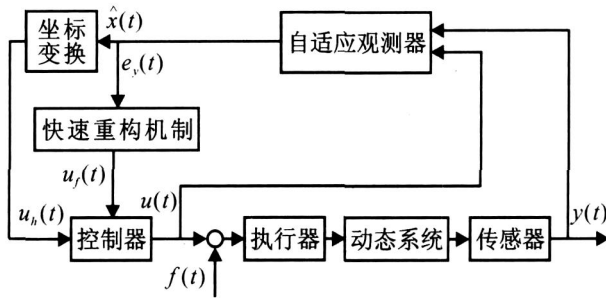 坐标
变换
x̂(t)
自适应观测器
e_y(t)
快速重构机制
u_f(t)
u(t)
u_h(t)
y(t)
控制器
执行器
动态系统
传感器
f(t)